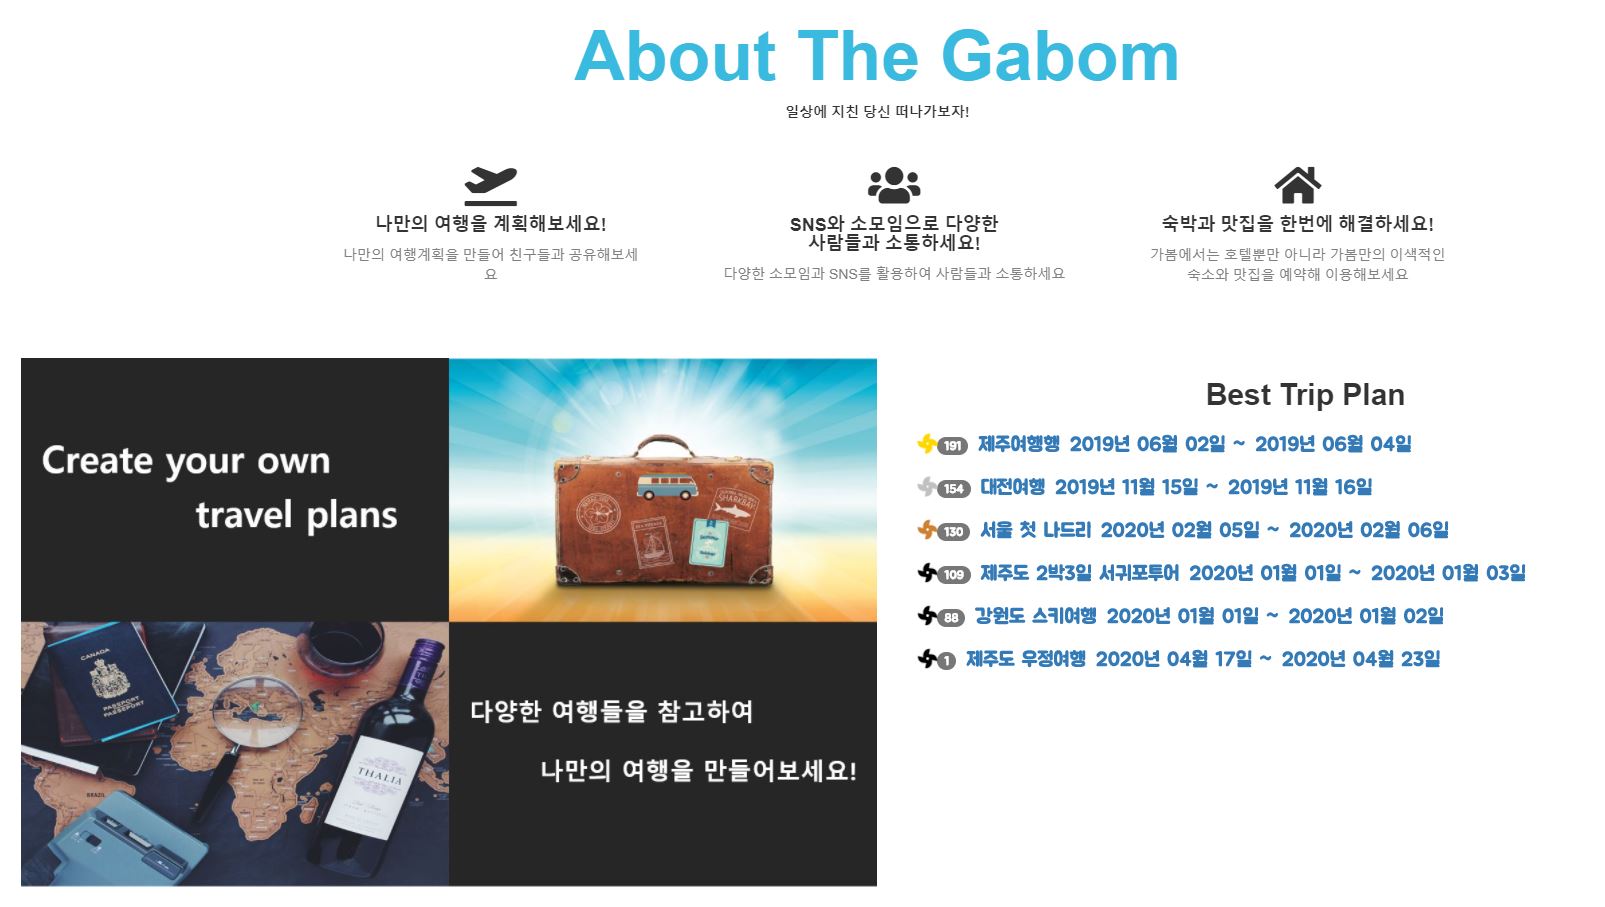 About The Gabom
일상에 지친 당신 떠나가보자!
나만의 여행을 계획해보세요!
나만의 여행계획을 만들어 친구들과 공유해보세
요
SNS와 소모임으로 다양한
사람들과 소통하세요!
다양한 소모임과 SNS를 활용하여 사람들과 소통하세요
숙박과 맛집을 한번에 해결하세요!
가봄에서는 호텔뿐만 아니라 가봄만의 이색적인
숙소와 맛집을 예약해 이용해보세요
Create your own
travel plans
SHARKBAY
CANADA
PASSEPORT
PASSPORT
BRAZIL
THALIA
다양한 여행들을 참고하여
나만의 여행을 만들어보세요!
Best Trip Plan
191 제주여행행 2019년 06월 02일 ~ 2019년 06월 04일
154 대전여행 2019년 11월 15일 ~ 2019년 11월 16일
130 서울 첫 나드리 2020년 02월 05일 ~ 2020년 02월 06일
109 제주도 2박3일 서귀포투어 2020년 01월 01일 ~ 2020년 01월 03일
88 강원도 스키여행 2020년 01월 01일 ~ 2020년 01월 02일
1 제주도 우정여행 2020년 04월 17일 ~ 2020년 04월 23일